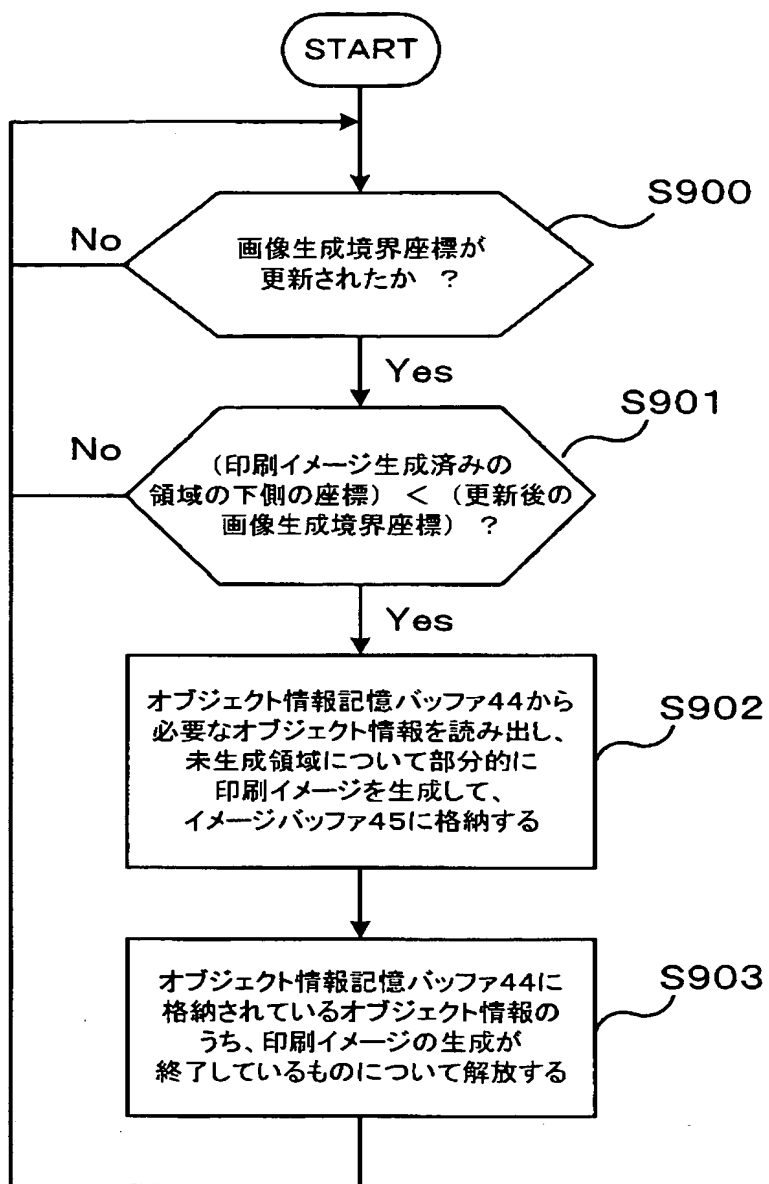 START
S900
No
画像生成境界座標が
更新されたか ?
Yes
S901
No
(印刷イメージ生成済みの
領域の下側の座標) < (更新後の
画像生成境界座標) ?
Yes
S902
オブジェクト情報記憶バッファ44から
必要なオブジェクト情報を読み出し、
未生成領域について部分的に
印刷イメージを生成して、
イメージバッファ45に格納する
S903
オブジェクト情報記憶バッファ44に
格納されているオブジェクト情報の
うち、印刷イメージの生成が
終了しているものについて解放する